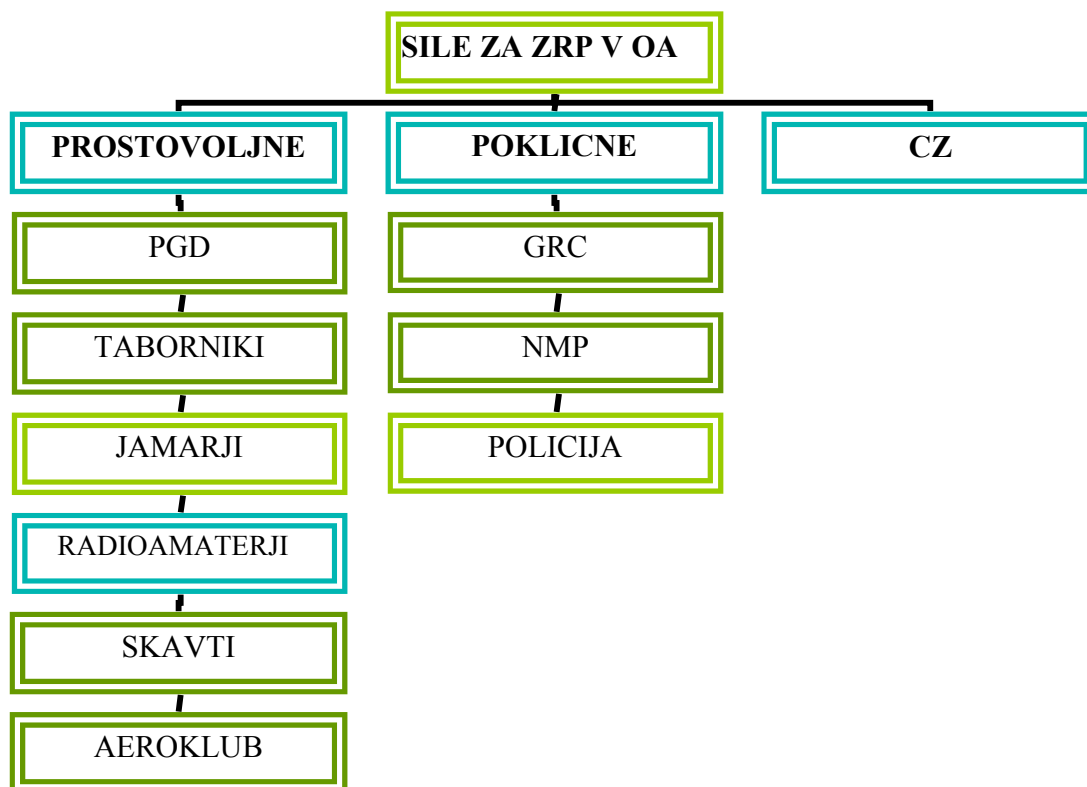 SILE ZA ZRP V OA
PROSTOVOLJNE
POKLICNE
CZ
PGD
GRC
TABORNIKI
NMP
JAMARJI
POLICIJA
RADIOAMATERJI
SKAVTI
AEROKLUB